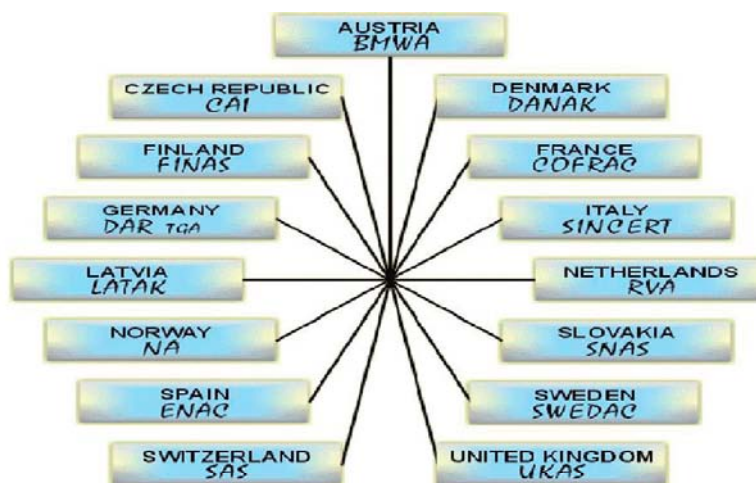 AUSTRIA
BMWA
CZECH REPUBLIC
CAI
DENMARK
DANAK
FINLAND
FINAS
FRANCE
COFRAC
GERMANY
DAR TGA
ITALY
SINCERT
LATVIA
LATAK
NETHERLANDS
RVA
NORWAY
NA
SLOVAKIA
SNAS
SPAIN
ENAC
SWEDEN
SWEDAC
SWITZERLAND
SAS
UNITED KINGDOM
UKAS